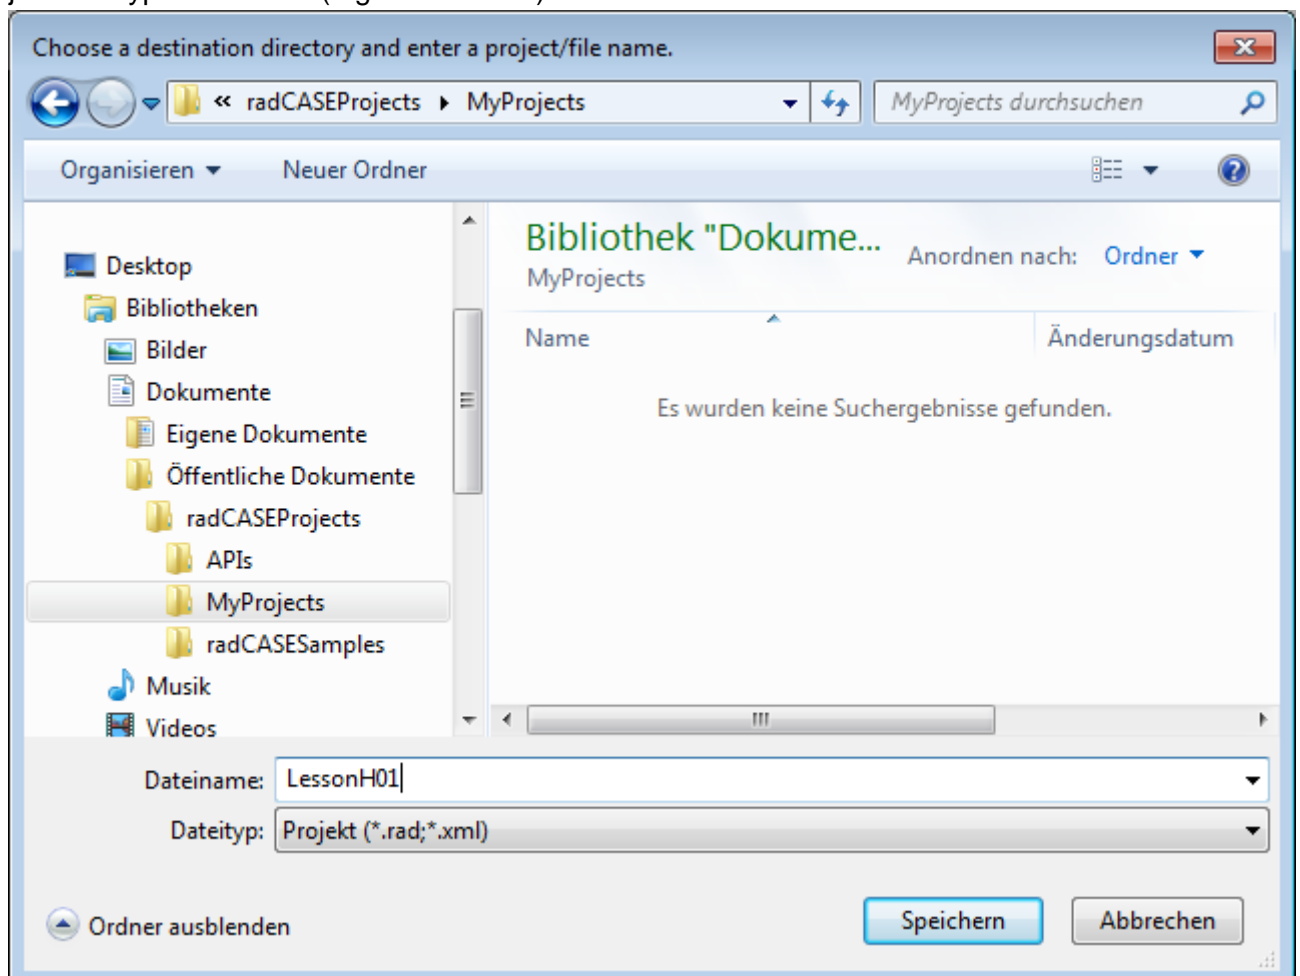 Choose a destination directory and enter a project/file name.
« radCASEProjects MyProjects MyProjects durchsuchen
Organisieren Neuer Ordner
Desktop
Bibliotheken
Bilder
Dokumente
Eigene Dokumente
Öffentliche Dokumente
radCASEProjects
APIs
MyProjects
radCASESamples
Musik
Videos
Bibliothek "Dokume...
MyProjects
Anordnen nach: Ordner
Name Änderungsdatum
Es wurden keine Suchergebnisse gefunden.
Dateiname: LessonH01
Dateityp: Projekt (*.rad;*.xml)
Ordner ausblenden Speichern Abbrechen